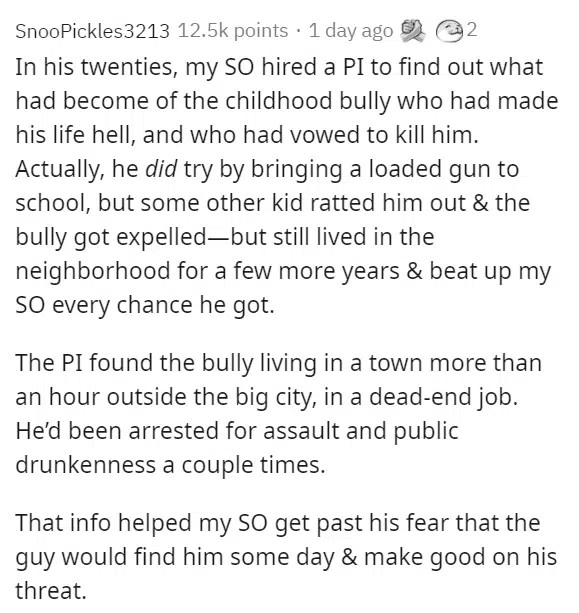 SnooPickles3213 12.5k points · 1 day ago 2
In his twenties, my SO hired a PI to find out what
had become of the childhood bully who had made
his life hell, and who had vowed to kill him.
Actually, he did try by bringing a loaded gun to
school, but some other kid ratted him out & the
bully got expelled—but still lived in the
neighborhood for a few more years & beat up my
SO every chance he got.
The PI found the bully living in a town more than
an hour outside the big city, in a dead-end job.
He’d been arrested for assault and public
drunkenness a couple times.
That info helped my SO get past his fear that the
guy would find him some day & make good on his
threat.